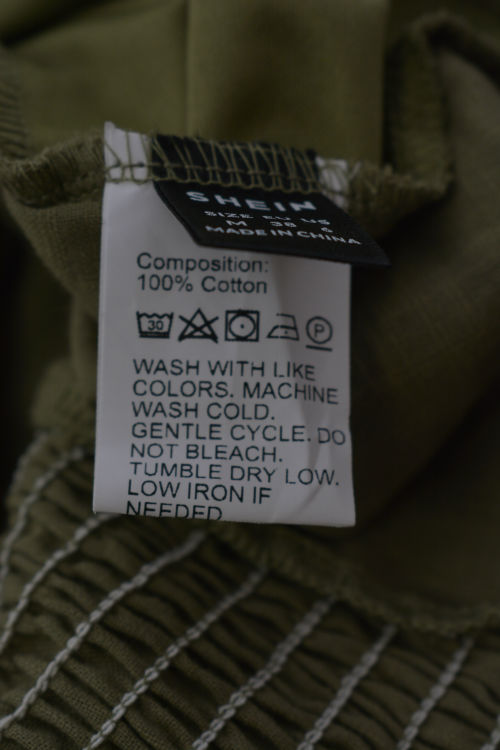 SHEIN
SIZE EU US
M 38 6
MADE IN CHINA
Composition:
100% Cotton
30 P
WASH WITH LIKE
COLORS. MACHINE
WASH COLD.
GENTLE CYCLE. DO
NOT BLEACH.
TUMBLE DRY LOW.
LOW IRON IF
NEEDED